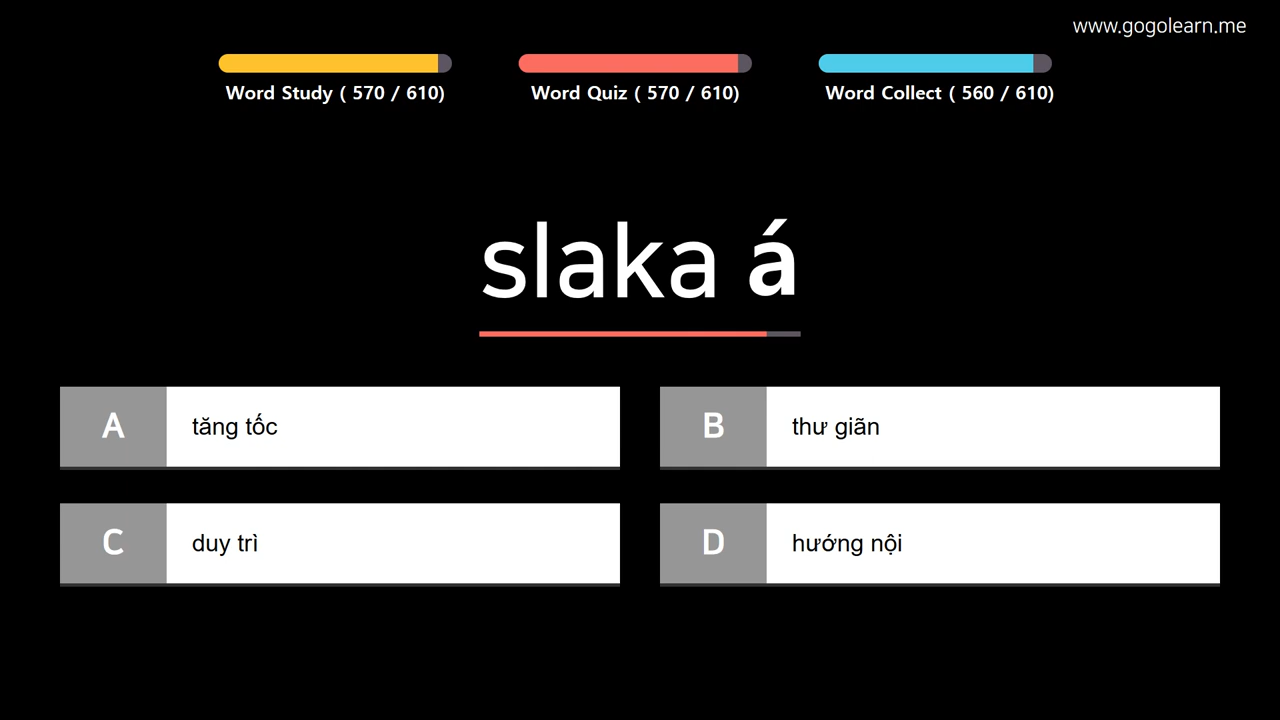 www.gogolearn.me
Word Study ( 570 / 610)
Word Quiz ( 570 / 610)
Word Collect ( 560 / 610)
slaka á
A
tăng tốc
B
thư giãn
C
duy trì
D
hướng nội